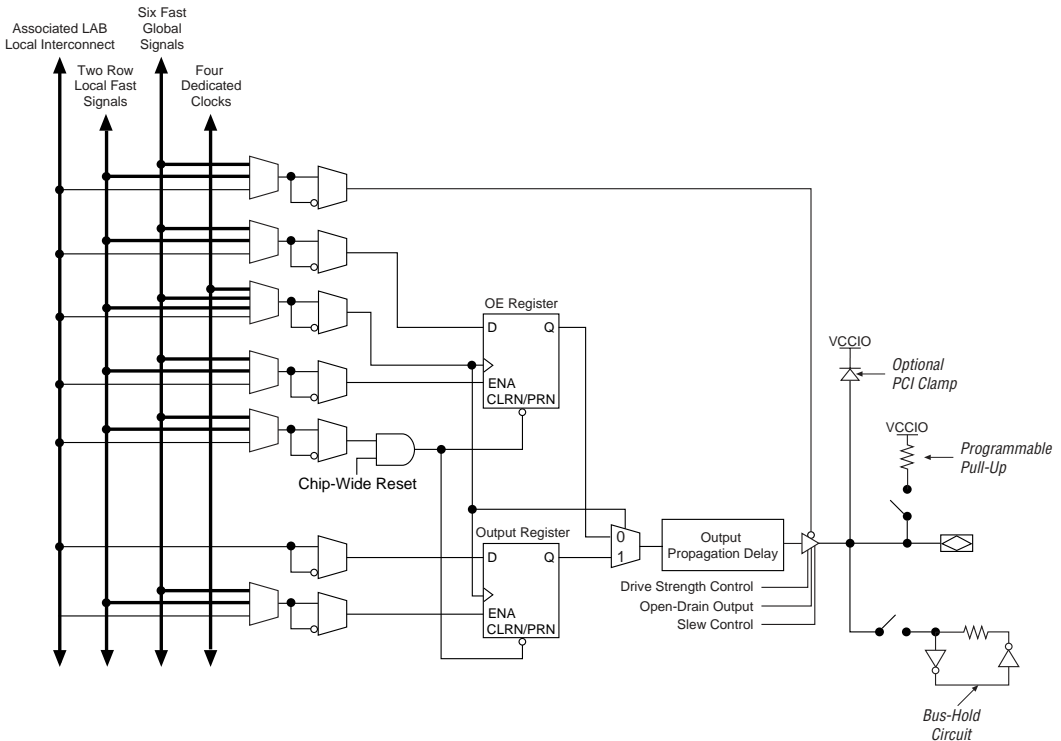 Associated LAB
Local Interconnect
Two Row
Local Fast
Signals
Six Fast
Global
Signals
Four
Dedicated
Clocks
OE Register
D
Q
ENA
CLRN/PRN
Chip-Wide Reset
Output Register
D
Q
ENA
CLRN/PRN
0
1
Output
Propagation Delay
Drive Strength Control
Open-Drain Output
Slew Control
VCCIO
Optional
PCI Clamp
VCCIO
Programmable
Pull-Up
Bus-Hold
Circuit